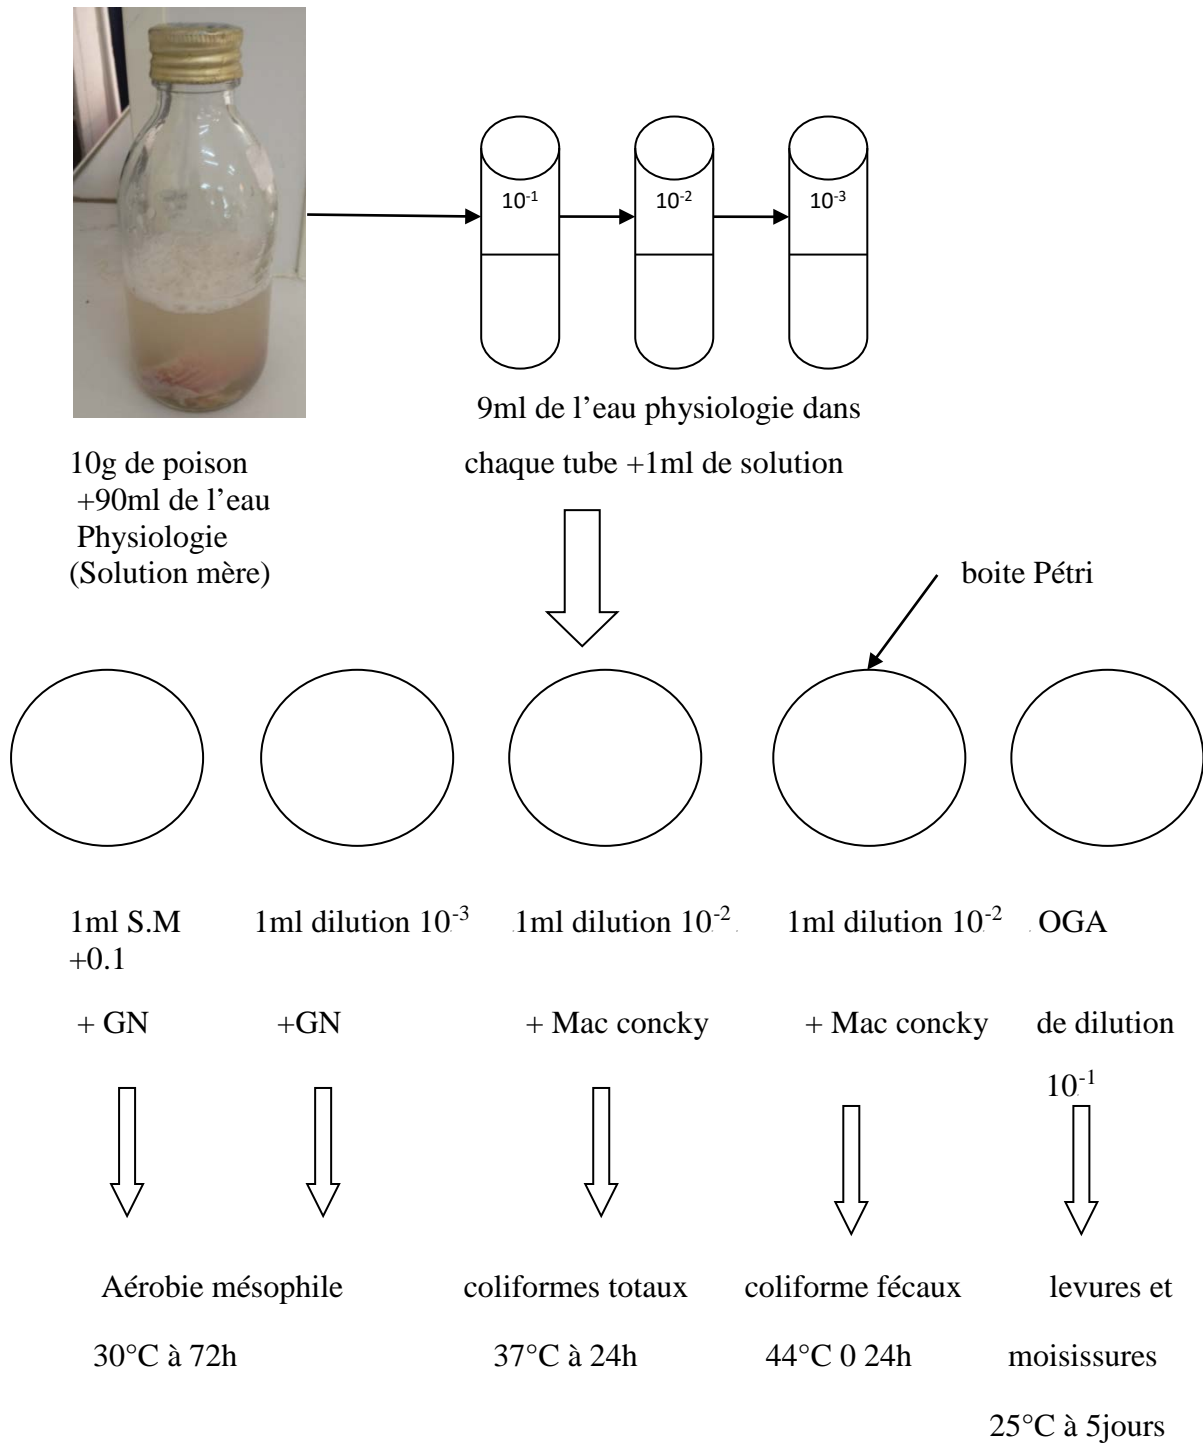 10-1
10-2
10-3
9ml de l’eau physiologie dans
chaque tube +1ml de solution
10g de poison
+90ml de l’eau
Physiologie
(Solution mère)
boite Pétri
1ml S.M
+0.1
+ GN
1ml dilution 10-3
+GN
1ml dilution 10-2
+ Mac concky
1ml dilution 10-2
+ Mac concky
OGA
de dilution
10-1
Aérobie mésophile
30°C à 72h
coliformes totaux
37°C à 24h
coliforme fécaux
44°C 0 24h
levures et
moisissures
25°C à 5jours